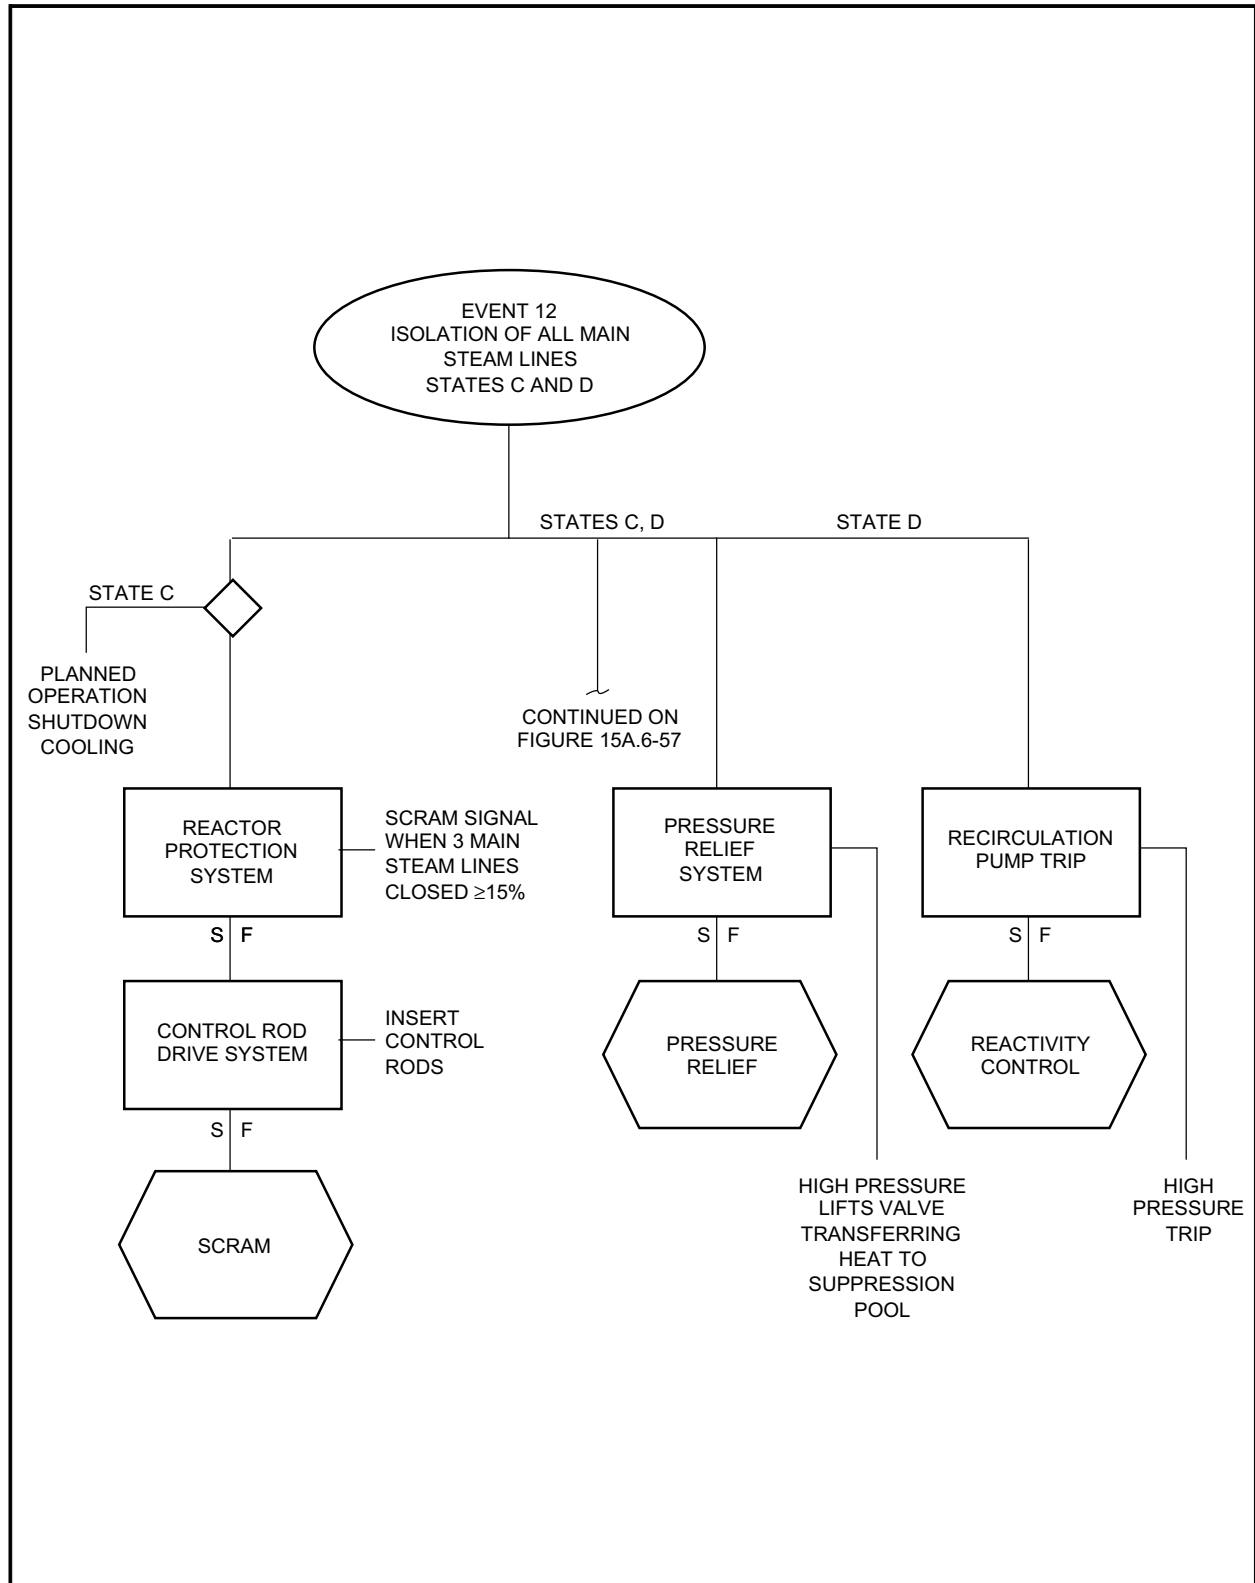 EVENT 12
ISOLATION OF ALL MAIN
STEAM LINES
STATES C AND D
STATES C, D
STATE D
STATE C
PLANNED
OPERATION
SHUTDOWN
COOLING
CONTINUED ON
FIGURE 15A.6-57
REACTOR
PROTECTION
SYSTEM
SCRAM SIGNAL
WHEN 3 MAIN
STEAM LINES
CLOSED ≥15%
PRESSURE
RELIEF
SYSTEM
RECIRCULATION
PUMP TRIP
S F
S F
S F
CONTROL ROD
DRIVE SYSTEM
INSERT
CONTROL
RODS
PRESSURE
RELIEF
REACTIVITY
CONTROL
S F
SCRAM
HIGH PRESSURE
LIFTS VALVE
TRANSFERRING
HEAT TO
SUPPRESSION
POOL
HIGH
PRESSURE
TRIP